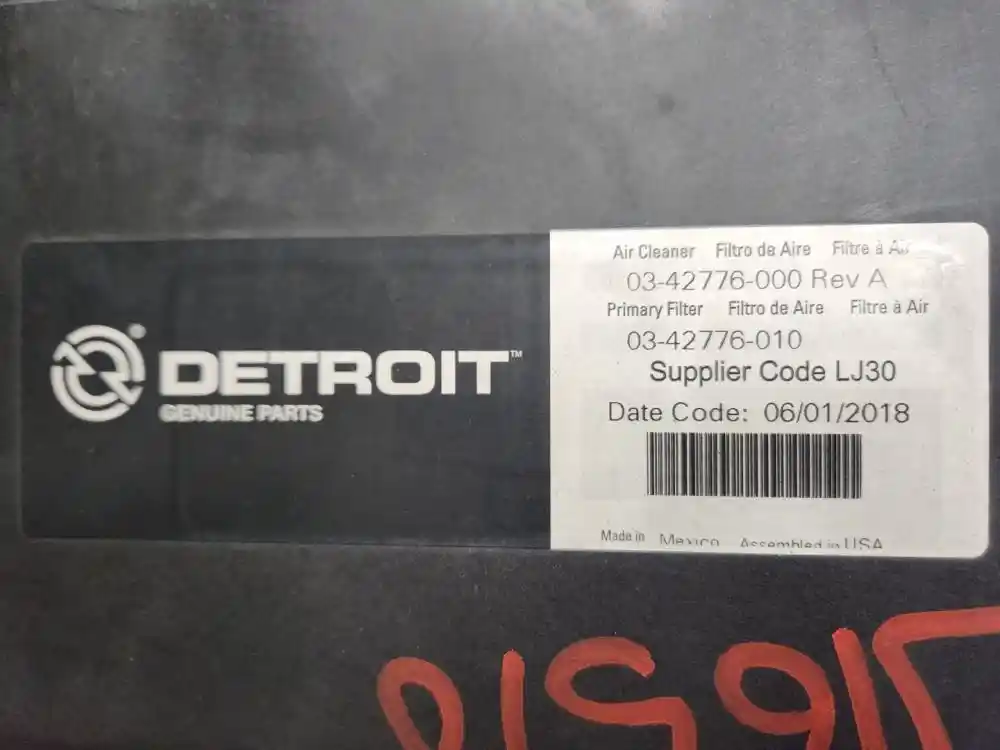 DETROIT™
GENUINE PARTS
Air Cleaner Filtro de Aire Filtre à Air
03-42776-000 Rev A
Primary Filter Filtro de Aire Filtre à Air
03-42776-010
Supplier Code LJ30
Date Code: 06/01/2018
Made in Mexico Assembled in USA